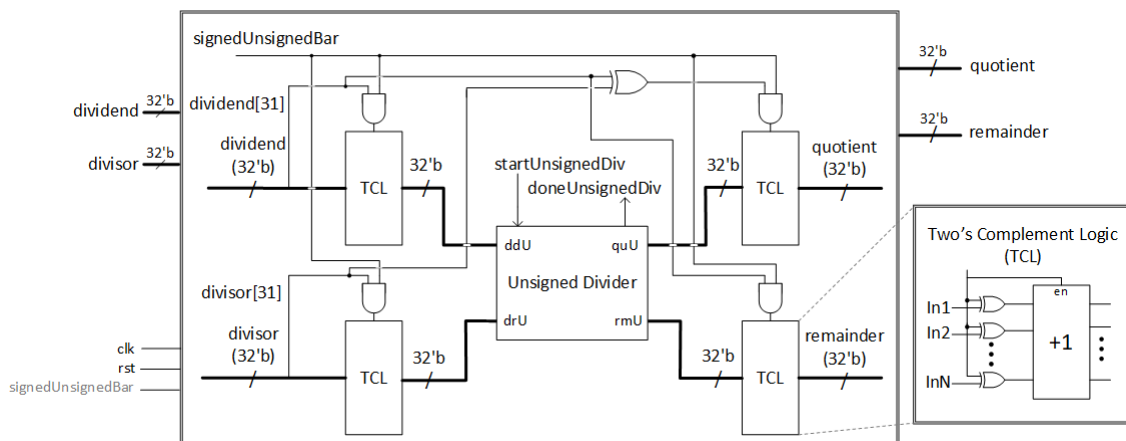 signedUnsignedBar
dividend[31]
dividend
(32'b)
32'b
TCL
32'b
startUnsignedDiv
doneUnsignedDiv
ddU
quU
Unsigned Divider
drU
rmU
divisor[31]
divisor
(32'b)
TCL
32'b
32'b
TCL
quotient
(32'b)
32'b
TCL
remainder
(32'b)
dividend
32'b
divisor
32'b
clk
rst
signedUnsignedBar
32'b
quotient
32'b
remainder
Two's Complement Logic
(TCL)
en
In1
In2
+1
InN